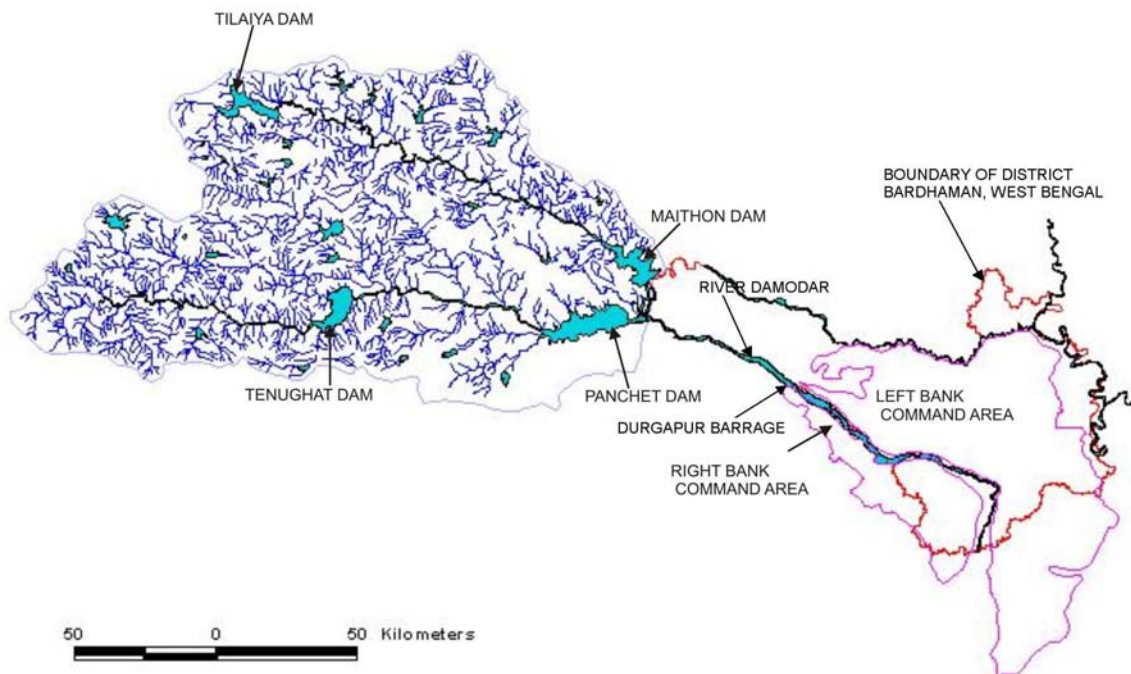 TILAIYA DAM
BOUNDARY OF DISTRICT
BARDHAMAN, WEST BENGAL
MAITHON DAM
RIVER DAMODAR
TENUGHAT DAM
PANCHET DAM
LEFT BANK
COMMAND AREA
DURGAPUR BARRAGE
RIGHT BANK
COMMAND AREA
50 0 50 Kilometers